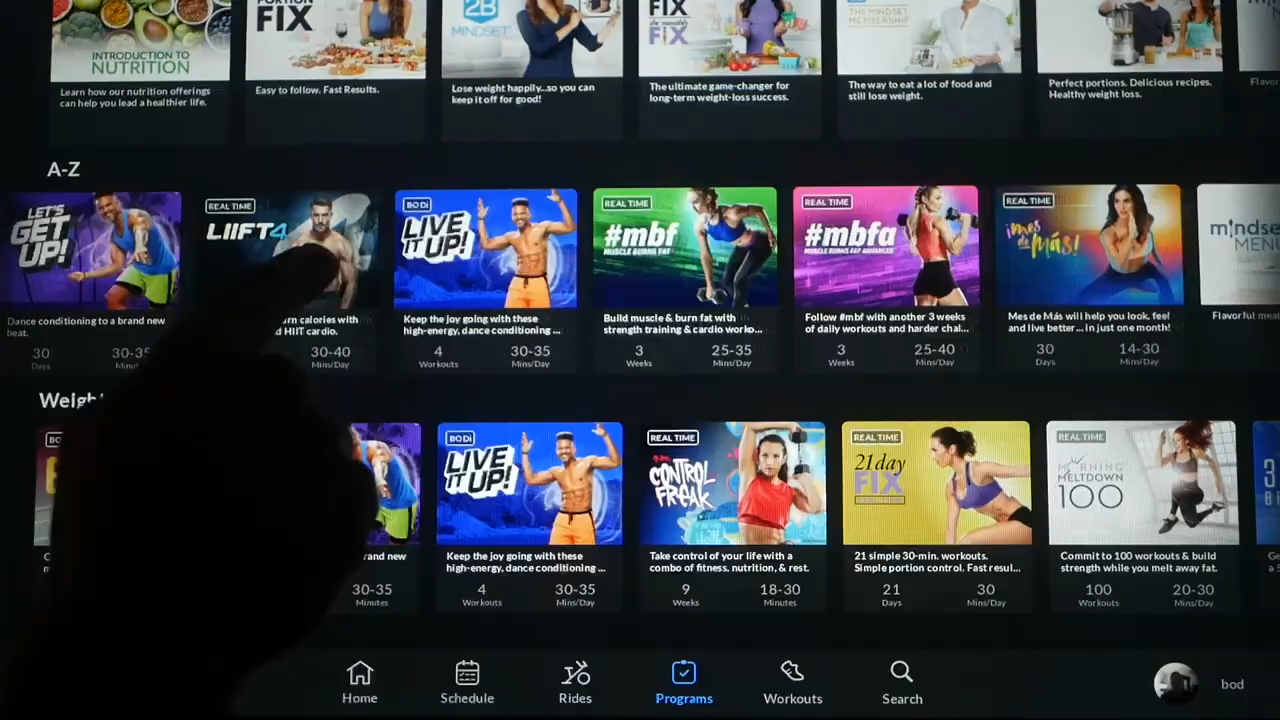 INTRODUCTION TO
NUTRITION
Learn how our nutrition offerings
can help you lead a healthier life.
FIX
Easy to follow. Fast Results.
2B
MINDSET
Lose weight happily...so you can
keep it off for good!
FIX
FIX
The ultimate game-changer for
long-term weight-loss success.
THE MINDSET
MEMBERSHIP
The way to eat a lot of food and
still lose weight.
Perfect portions. Delicious recipes.
Healthy weight loss.
A-Z
LET'S
GET
UP!
Dance conditioning to a brand new
beat.
30
Days
30-35
REAL TIME
LIIFT4
calories with
HIIT cardio.
30-40
Mins/Day
BODi
LIVE
IT UP!
Keep the joy going with these
high-energy, dance conditioning ...
4
Workouts
30-35
Mins/Day
REAL TIME
#mbf
MUSCLE BURNS FAT
Build muscle & burn fat with
strength training & cardio worko...
3
Weeks
25-35
Mins/Day
REAL TIME
#mbfa
MUSCLE BURNS FAT ADVANCED
Follow #mbf with another 3 weeks
of daily workouts and harder chal...
3
Weeks
25-40
Mins/Day
REAL TIME
¡mes
de Más!
Mes de Más will help you look, feel
and live better... in just one month!
30
Days
14-30
Mins/Day
Flavorful
30-35
Minutes
BODi
LIVE
IT UP!
Keep the joy going with these
high-energy, dance conditioning ...
4
Workouts
30-35
Mins/Day
REAL TIME
CONTROL
FREAK
Take control of your life with a
combo of fitness, nutrition, & rest.
9
Weeks
18-30
Minutes
REAL TIME
21 day
FIX
21 simple 30-min. workouts.
Simple portion control. Fast resul...
21
Days
30
Mins/Day
REAL TIME
MORNING
MELTDOWN
100
Commit to 100 workouts & build
strength while you melt away fat.
100
Workouts
20-30
Mins/Day
Home
Schedule
Rides
Programs
Workouts
Search
bod